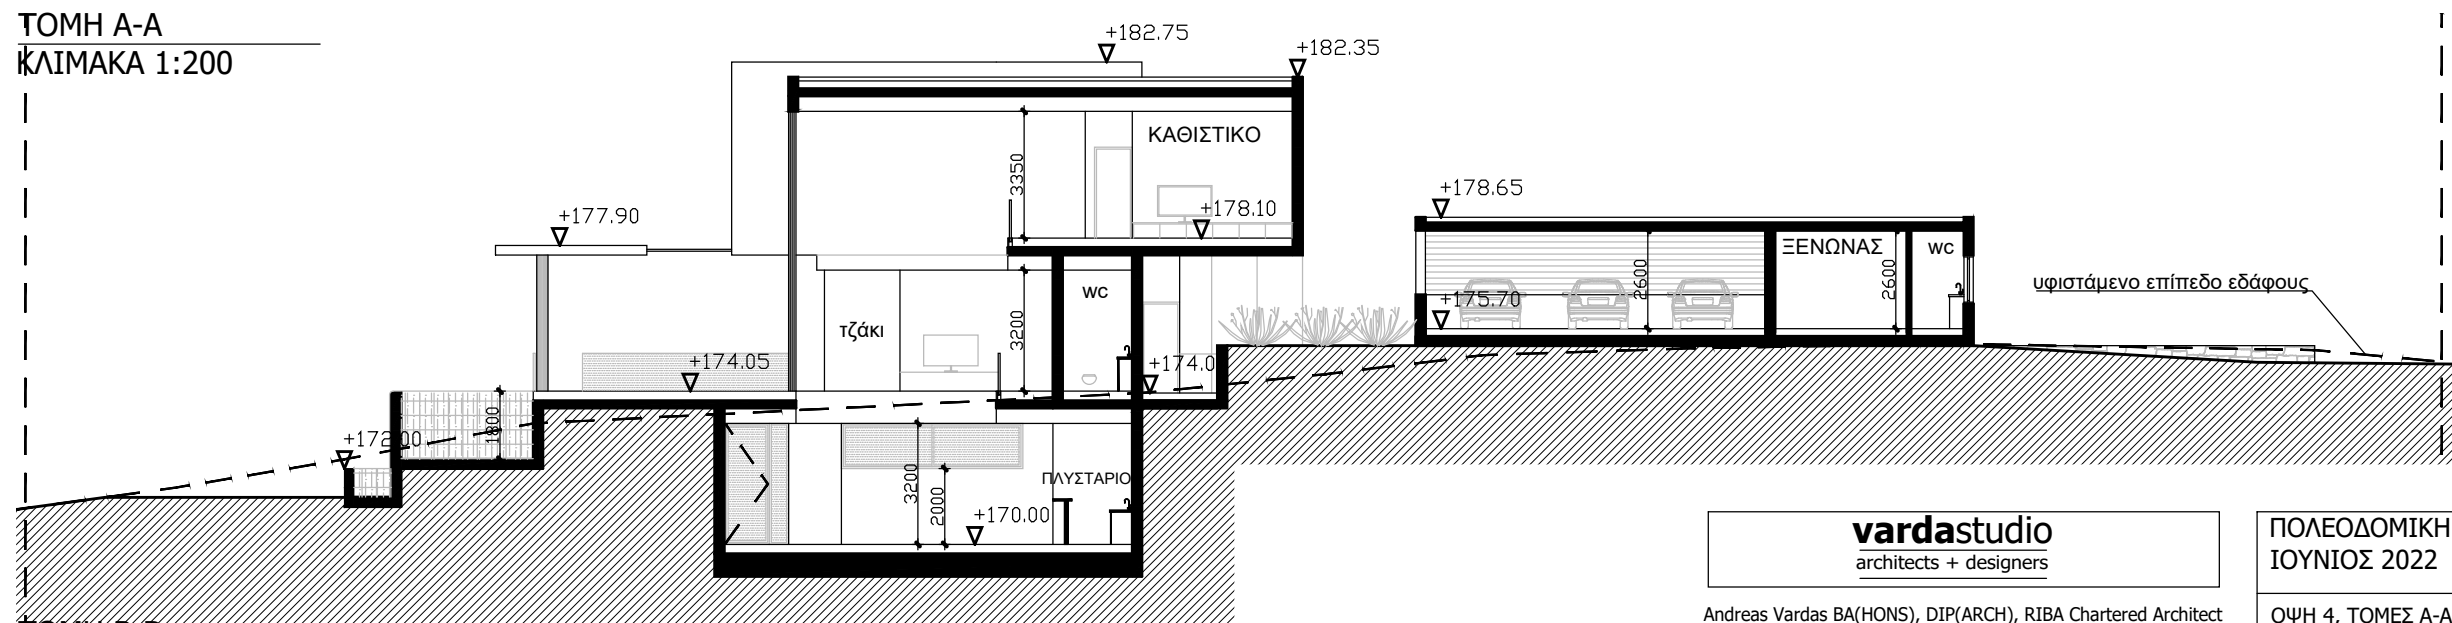 ΤΟΜΗ Α-Α
ΚΛΙΜΑΚΑ 1:200
+182.75
+182.35
ΚΑΘΙΣΤΙΚΟ
3350
+178.10
+177.90
+178.65
ΞΕΝΩΝΑΣ
wc
2600
2600
+175.70
υφιστάμενο επίπεδο εδάφους
wc
τζάκι
3200
+174.05
+174.0
1800
+172.00
ΠΛΥΣΤΑΡΙΟ
3200
2000
+170.00
vardastudio
architects + designers
Andreas Vardas BA(HONS), DIP(ARCH), RIBA Chartered Architect
ΠΟΛΕΟΔΟΜΙΚΗ
ΙΟΥΝΙΟΣ 2022
ΟΨΗ 4, ΤΟΜΕΣ Α-Α